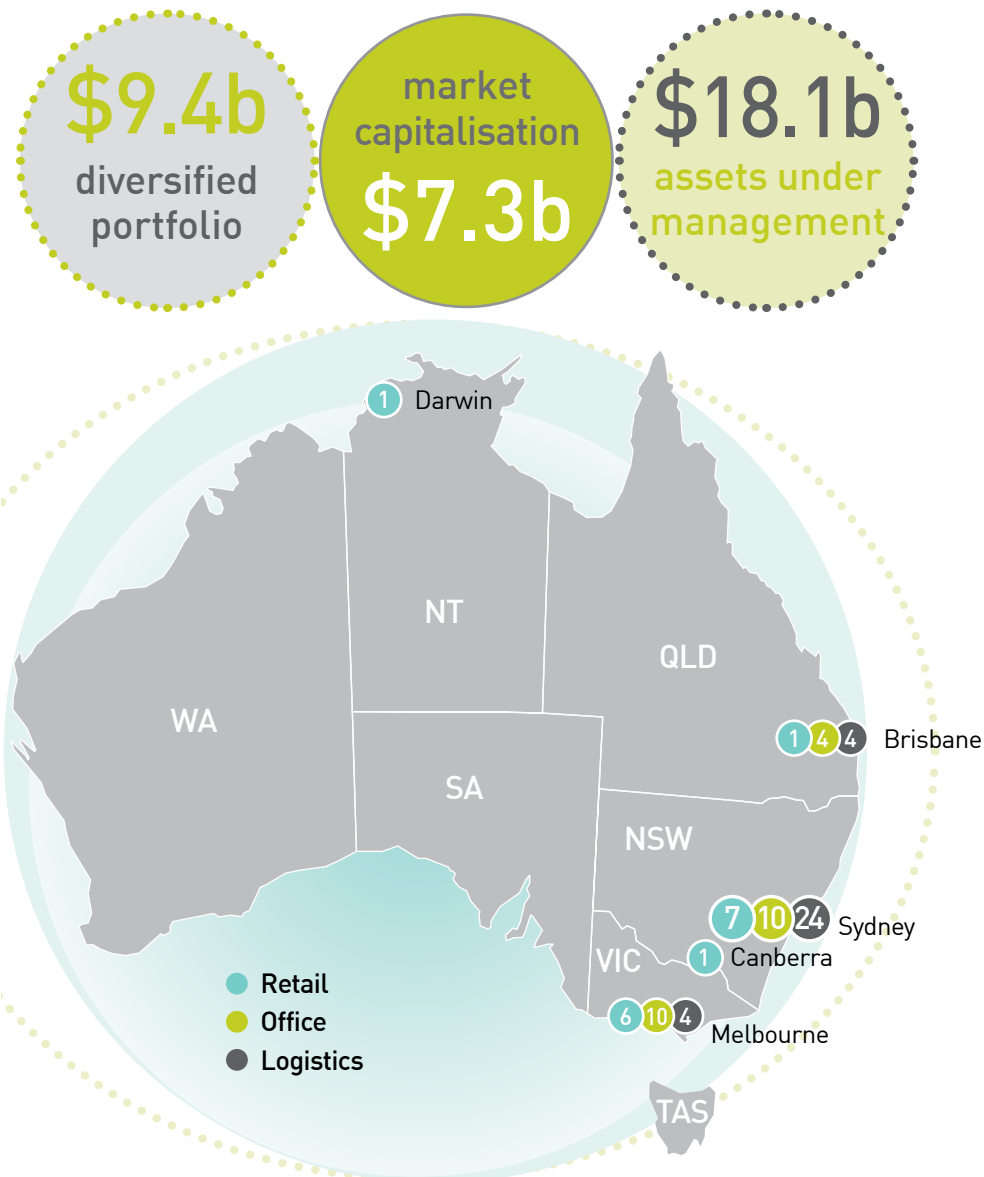 $9.4b
diversified
portfolio
market
capitalisation
$7.3b
$18.1b
assets under
management
1 Darwin
NT
QLD
WA
1 4 4 Brisbane
SA
NSW
7 10 24 Sydney
1 Canberra
VIC
6 10 4 Melbourne
Retail
Office
Logistics
TAS